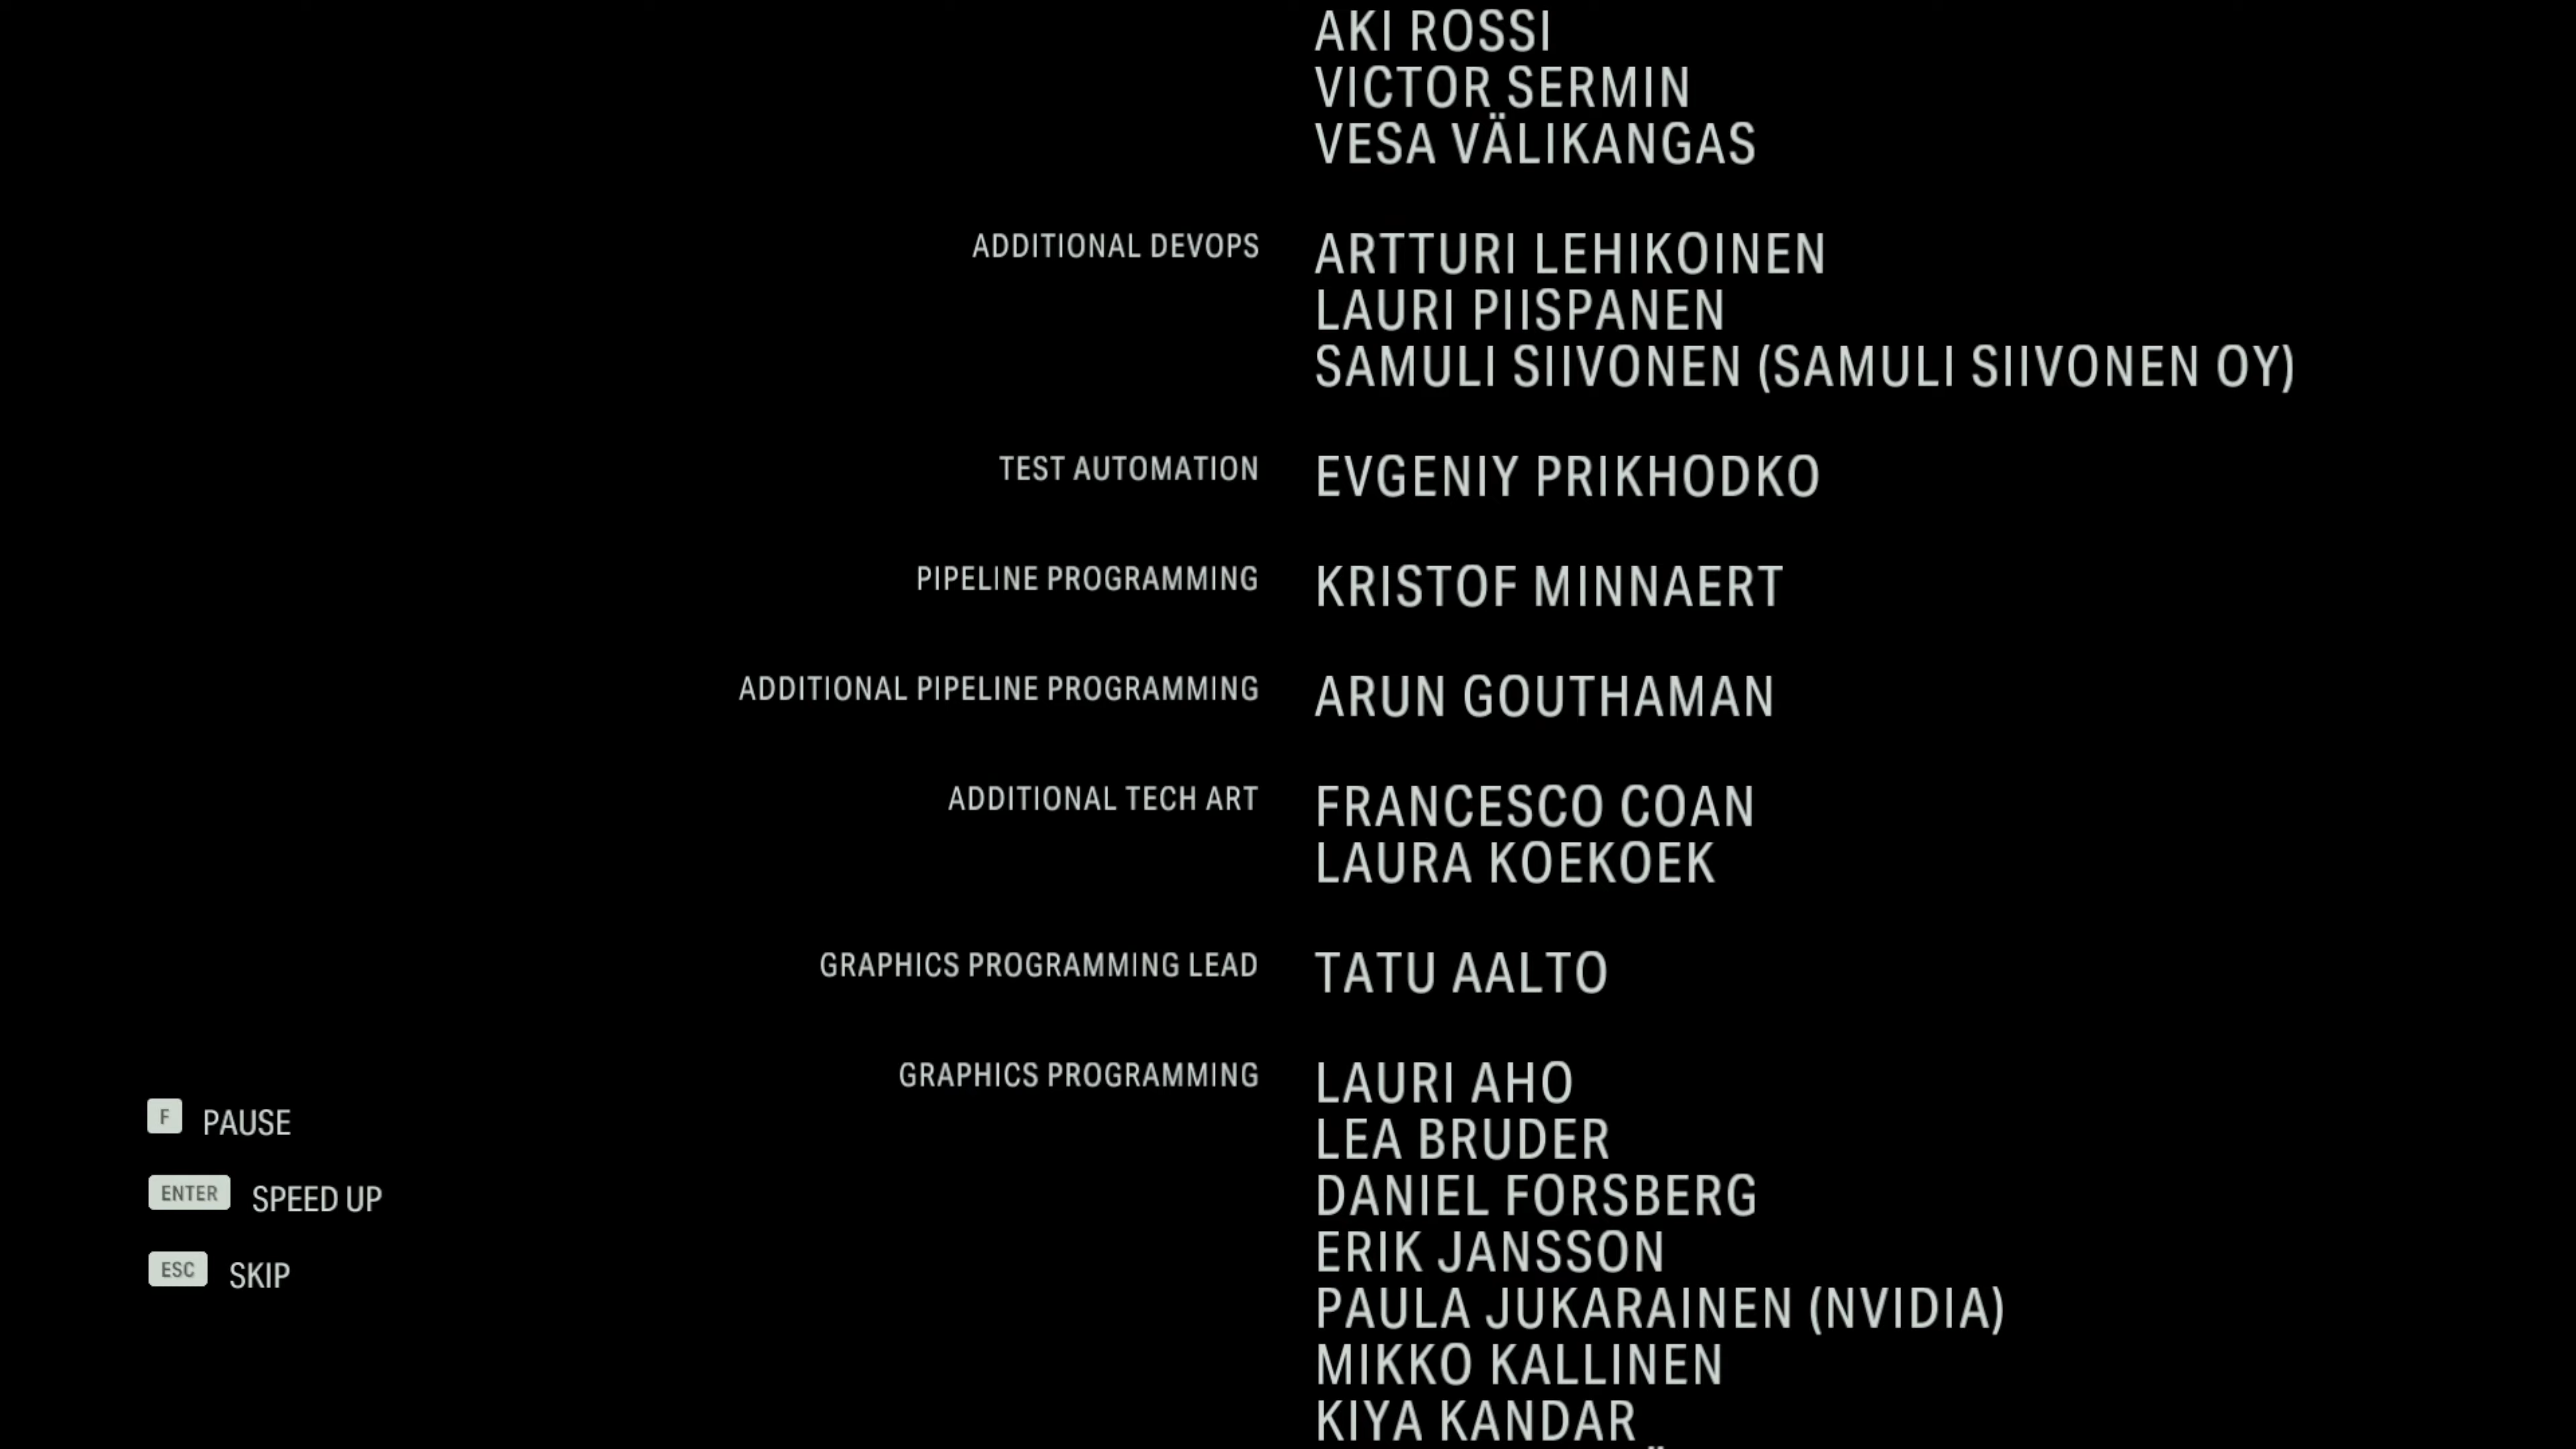 AKI ROSSI
VICTOR SERMIN
VESA VÄLIKANGAS
ADDITIONAL DEVOPS ARTTURI LEHIKOINEN
LAURI PIISPANEN
SAMULI SIIVONEN (SAMULI SIIVONEN OY)
TEST AUTOMATION EVGENIY PRIKHODKO
PIPELINE PROGRAMMING KRISTOF MINNAERT
ADDITIONAL PIPELINE PROGRAMMING ARUN GOUTHAMAN
ADDITIONAL TECH ART FRANCESCO COAN
LAURA KOEKOEK
GRAPHICS PROGRAMMING LEAD TATU AALTO
GRAPHICS PROGRAMMING LAURI AHO
LEA BRUDER
DANIEL FORSBERG
ERIK JANSSON
PAULA JUKARAINEN (NVIDIA)
MIKKO KALLINEN
KIYA KANDAR
F PAUSE
ENTER SPEED UP
ESC SKIP